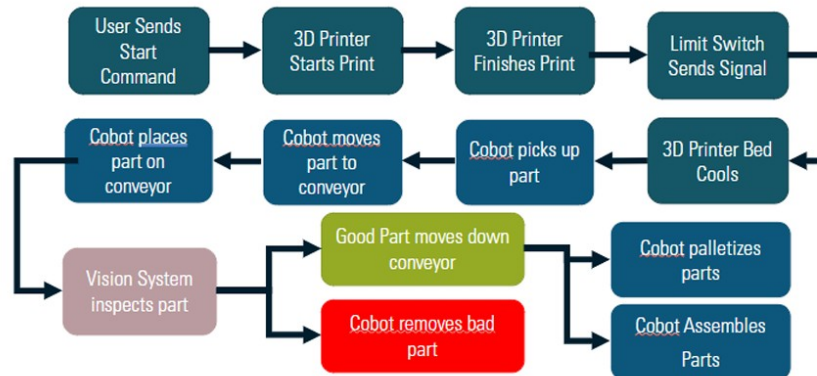 User Sends
Start
Command
3D Printer
Starts Print
3D Printer
Finishes Print
Limit Switch
Sends Signal
Cobot places
part on
conveyor
Cobot moves
part to
conveyor
Cobot picks up
part
3D Printer Bed
Cools
Vision System
inspects part
Good Part moves down
conveyor
Cobot removes bad
part
Cobot palletizes
parts
Cobot Assembles
Parts